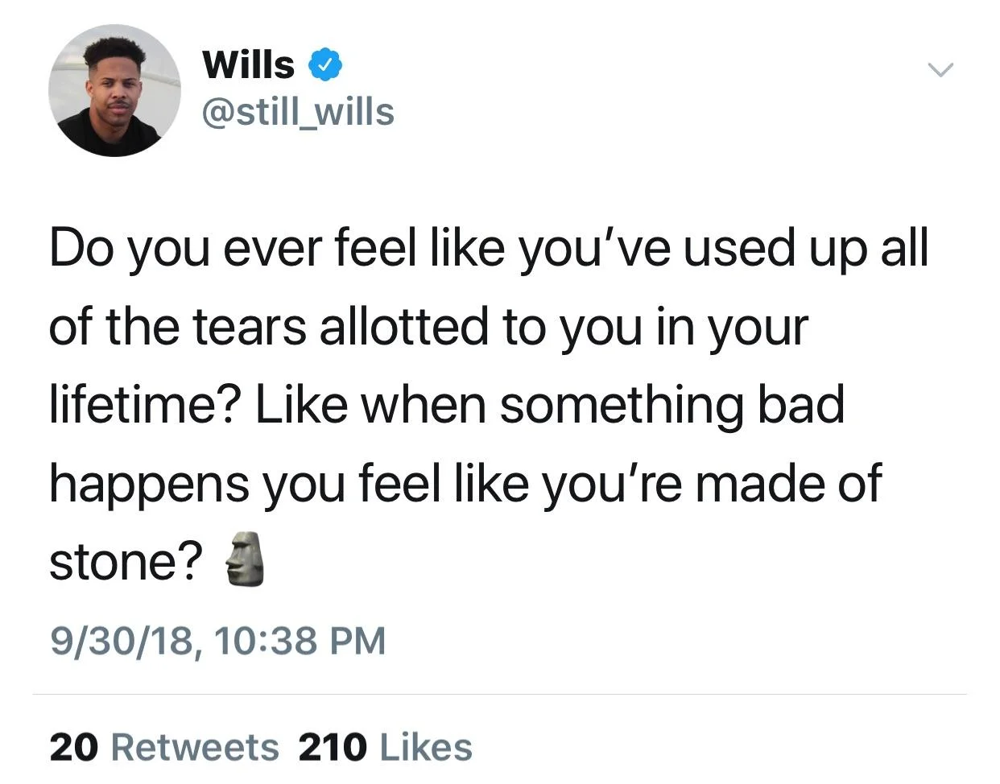 Wills
@still_wills
Do you ever feel like you’ve used up all
of the tears allotted to you in your
lifetime? Like when something bad
happens you feel like you’re made of
stone? 🗿
9/30/18, 10:38 PM
20 Retweets 210 Likes